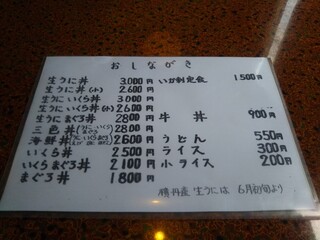 おしながき
生うに丼 3,000円 いか刺定食 1500円
生うに丼(小) 2,600円
生うにいくら丼 3000円
生うにいくら丼(小) 2600円
生うにまぐろ丼 2800円 牛丼 900円
三色丼 2800円
海鮮丼 2600円 うどん 550円
いくら丼 2,500円 ライス 300円
いくらまぐろ丼 2100円 小ライス 200円
まぐろ丼 1800円
積丹産 生うには 6月初旬より